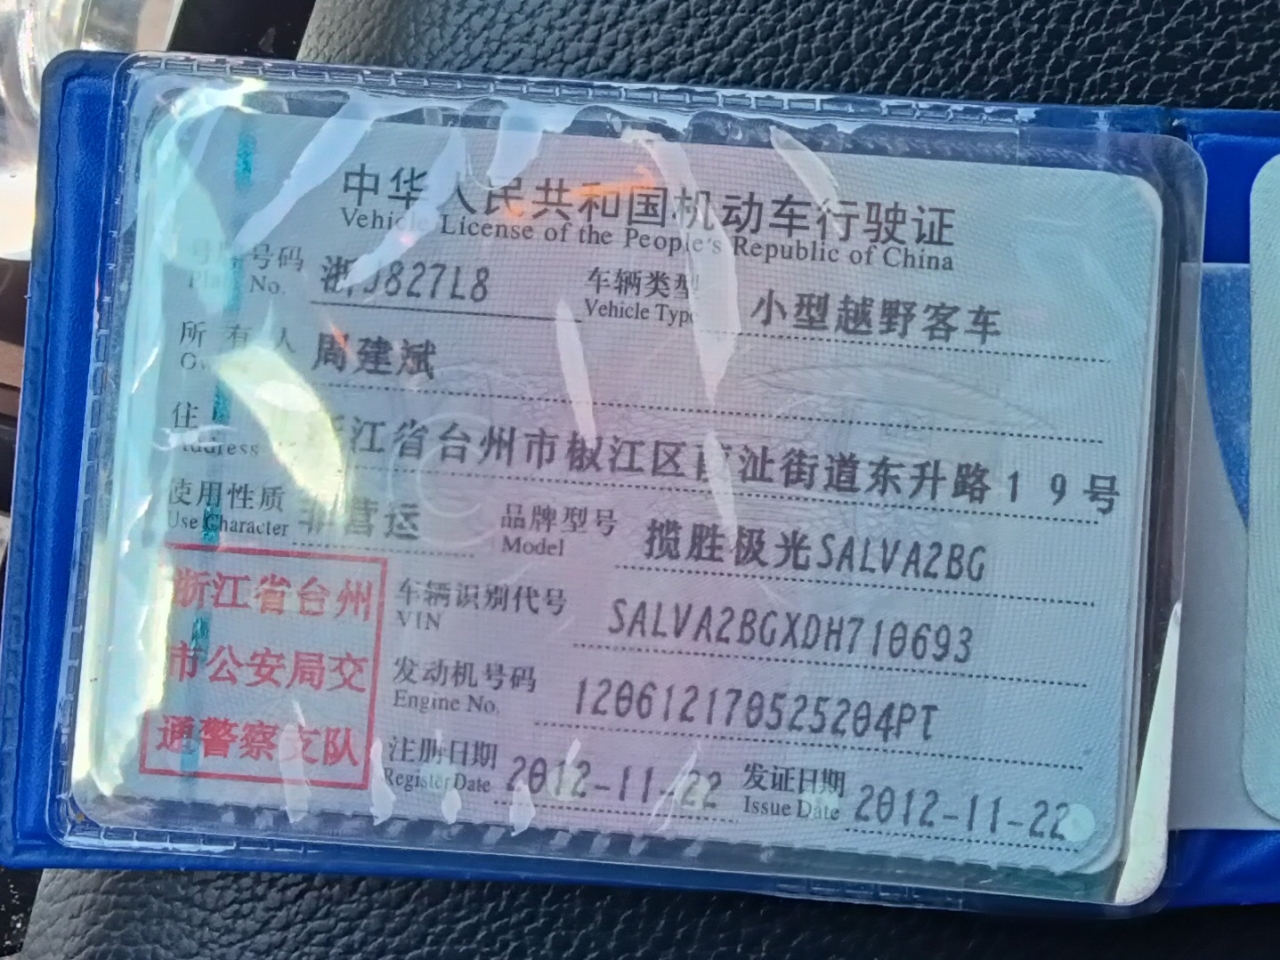 中华人民共和国机动车行驶证
Vehicle License of the People's Republic of China
号牌号码 浙J827L8 车辆类型 小型越野客车
Plate No. Vehicle Type
所有人 周建斌
住 江省台州市椒江区 街道东升路19号
Address
使用性质 非营运 品牌型号 揽胜极光SALVA2BG
Use Character Model
浙江省台州
市公安局交
通警察支队
车辆识别代号 SALVA2BGXDH710693
VIN
发动机号码 120612170525204PT
Engine No.
注册日期 2012-11-22 发证日期 2012-11-22
Register Date Issue Date